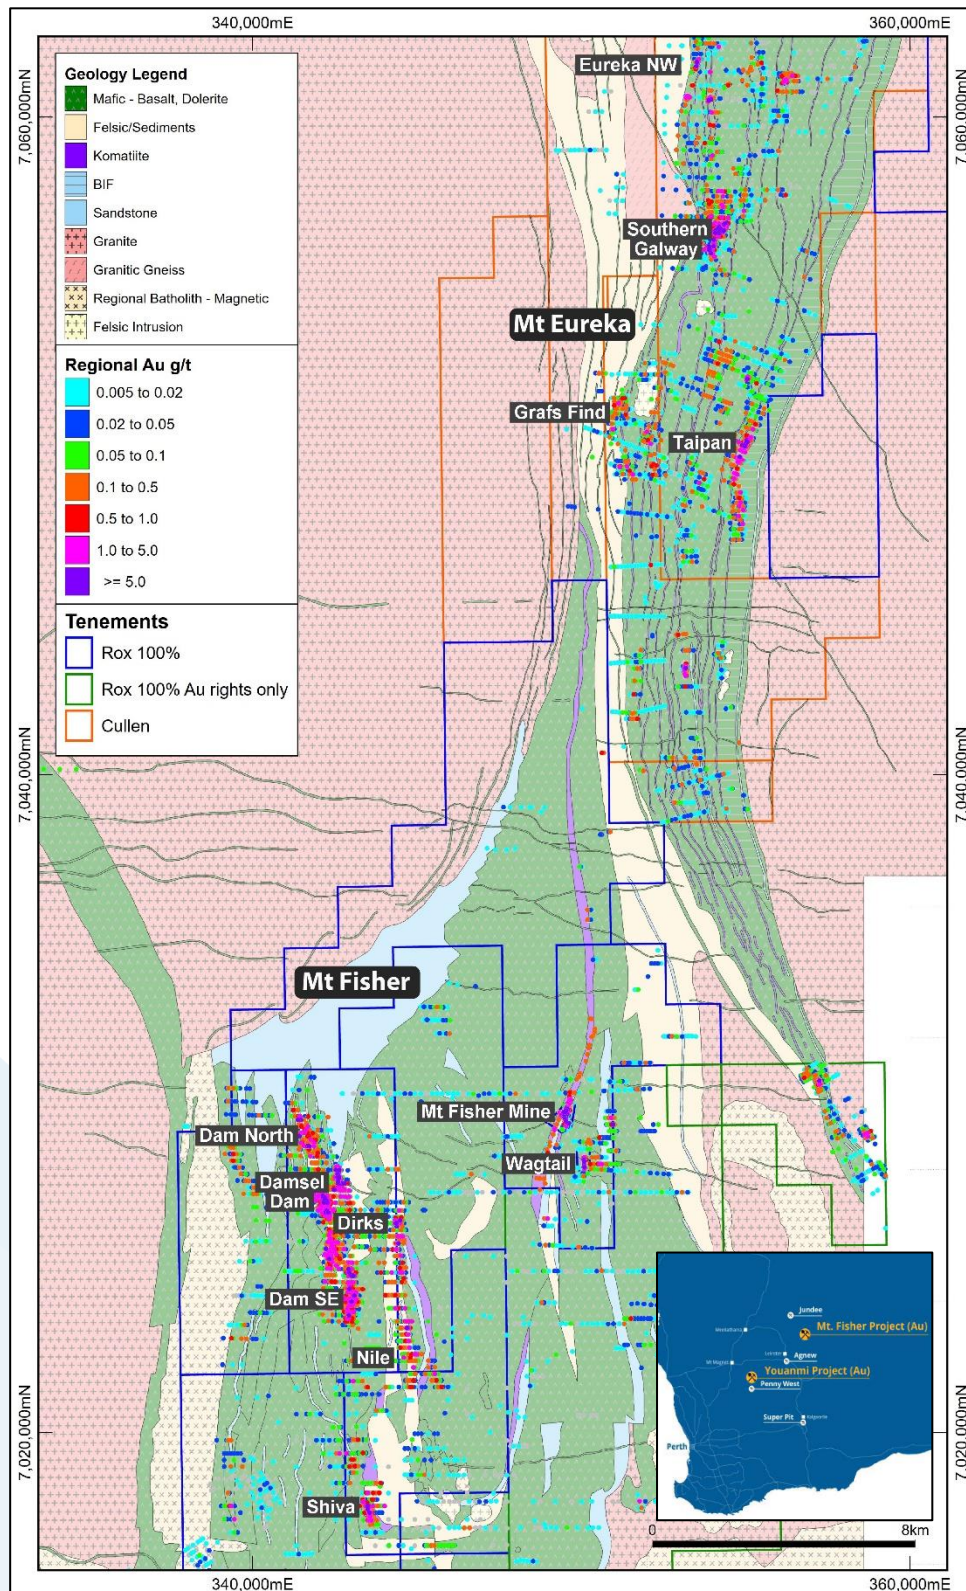 340,000mE
360,000mE
Geology Legend
Mafic - Basalt, Dolerite
Felsic/Sediments
Komatiite
BIF
Sandstone
Granite
Granitic Gneiss
Regional Batholith - Magnetic
Felsic Intrusion
Regional Au g/t
0.005 to 0.02
0.02 to 0.05
0.05 to 0.1
0.1 to 0.5
0.5 to 1.0
1.0 to 5.0
>= 5.0
Tenements
Rox 100%
Rox 100% Au rights only
Cullen
7,060,000mN
7,060,000mN
Eureka NW
Southern
Galway
Mt Eureka
Grafs Find
Taipan
7,040,000mN
7,040,000mN
Mt Fisher
Mt Fisher Mine
Dam North
Wagtail
Damsel
Dam
Dirks
Dam SE
Nile
7,020,000mN
7,020,000mN
Shiva
Jundee
Mt. Fisher Project (Au)
Meekatharra
Leinster
Agnew
Mt Magnet
Youanmi Project (Au)
Penny West
Super Pit
Kalgoorlie
Perth
0
8km
340,000mE
360,000mE